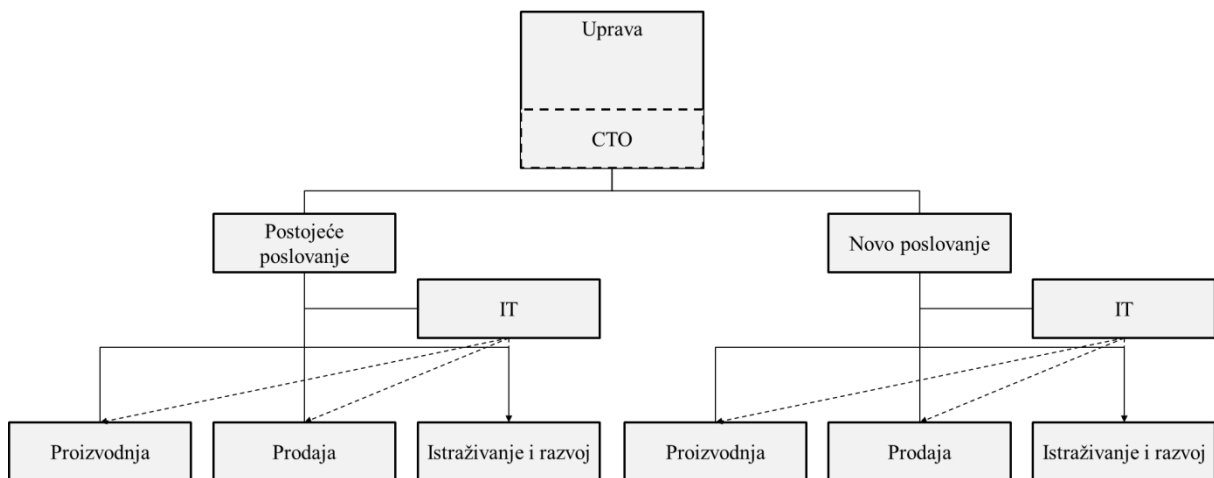 Uprava
CTO
Postojeće
poslovanje
Novo poslovanje
IT
IT
Proizvodnja
Prodaja
Istraživanje i razvoj
Proizvodnja
Prodaja
Istraživanje i razvoj